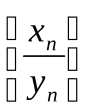 ▯ xₙ ▯
▯ — ▯
▯ yₙ ▯